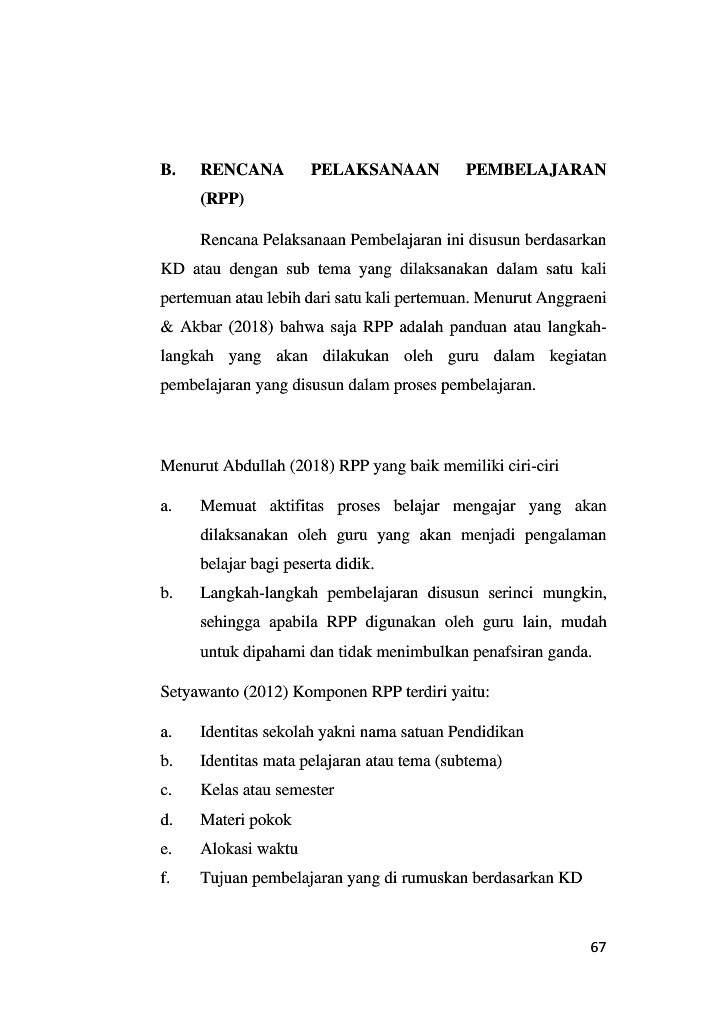 B. RENCANA PELAKSANAAN PEMBELAJARAN
(RPP)
Rencana Pelaksanaan Pembelajaran ini disusun berdasarkan
KD atau dengan sub tema yang dilaksanakan dalam satu kali
pertemuan atau lebih dari satu kali pertemuan. Menurut Anggraeni
& Akbar (2018) bahwa saja RPP adalah panduan atau langkah-
langkah yang akan dilakukan oleh guru dalam kegiatan
pembelajaran yang disusun dalam proses pembelajaran.
Menurut Abdullah (2018) RPP yang baik memiliki ciri-ciri
a. Memuat aktifitas proses belajar mengajar yang akan
dilaksanakan oleh guru yang akan menjadi pengalaman
belajar bagi peserta didik.
b. Langkah-langkah pembelajaran disusun serinci mungkin,
sehingga apabila RPP digunakan oleh guru lain, mudah
untuk dipahami dan tidak menimbulkan penafsiran ganda.
Setyawanto (2012) Komponen RPP terdiri yaitu:
a. Identitas sekolah yakni nama satuan Pendidikan
b. Identitas mata pelajaran atau tema (subtema)
c. Kelas atau semester
d. Materi pokok
e. Alokasi waktu
f. Tujuan pembelajaran yang di rumuskan berdasarkan KD
67